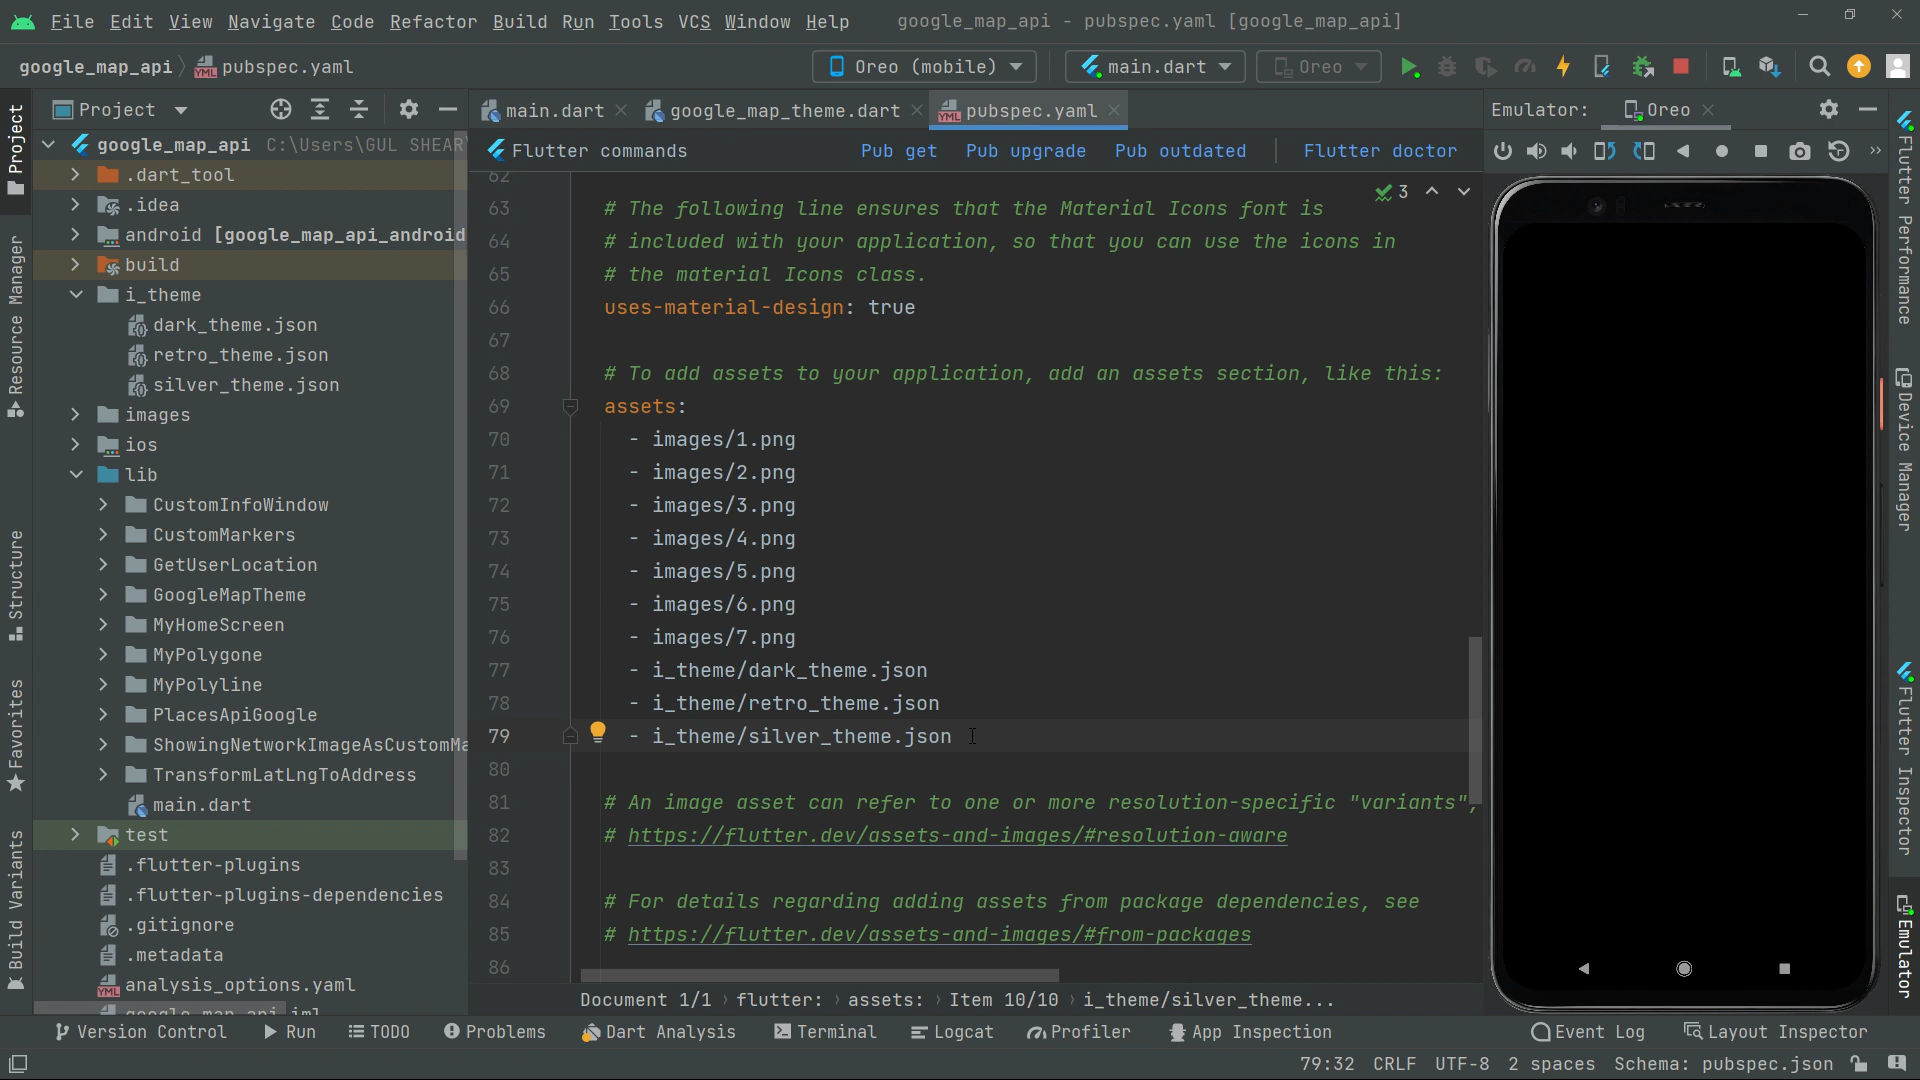 File Edit View Navigate Code Refactor Build Run Tools VCS Window Help google_map_api - pubspec.yaml [google_map_api]
google_map_api pubspec.yaml Oreo (mobile) main.dart Oreo
Project main.dart google_map_theme.dart pubspec.yaml Emulator: Oreo
Flutter commands Pub get Pub upgrade Pub outdated Flutter doctor
google_map_api C:\Users\GUL SHEAR
.dart_tool
.idea
android [google_map_api_android
build
i_theme
dark_theme.json
retro_theme.json
silver_theme.json
images
ios
lib
CustomInfoWindow
CustomMarkers
GetUserLocation
GoogleMapTheme
MyHomeScreen
MyPolygone
MyPolyline
PlacesApiGoogle
ShowingNetworkImageAsCustomMa
TransformLatLngToAddress
main.dart
test
.flutter-plugins
.flutter-plugins-dependencies
.gitignore
.metadata
analysis_options.yaml
google_map_api.iml
3
62
63 # The following line ensures that the Material Icons font is
64 # included with your application, so that you can use the icons in
65 # the material Icons class.
66 uses-material-design: true
67
68 # To add assets to your application, add an assets section, like this:
69 assets:
70 - images/1.png
71 - images/2.png
72 - images/3.png
73 - images/4.png
74 - images/5.png
75 - images/6.png
76 - images/7.png
77 - i_theme/dark_theme.json
78 - i_theme/retro_theme.json
79 - i_theme/silver_theme.json
80
81 # An image asset can refer to one or more resolution-specific "variants",
82 # https://flutter.dev/assets-and-images/#resolution-aware
83
84 # For details regarding adding assets from package dependencies, see
85 # https://flutter.dev/assets-and-images/#from-packages
86
Document 1/1 › flutter: › assets: › Item 10/10 › i_theme/silver_theme...
Project
Resource Manager
Structure
Favorites
Build Variants
Flutter Performance
Device Manager
Flutter Inspector
Emulator
Version Control Run TODO Problems Dart Analysis Terminal Logcat Profiler App Inspection Event Log Layout Inspector
79:32 CRLF UTF-8 2 spaces Schema: pubspec.json